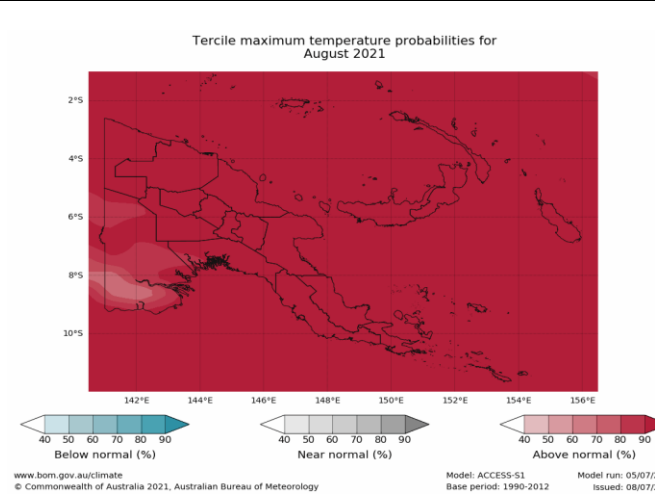 Tercile maximum temperature probabilities for
August 2021
2°S
4°S
6°S
8°S
10°S
142°E 144°E 146°E 148°E 150°E 152°E 154°E 156°E
40 50 60 70 80 90
Below normal (%)
40 50 60 70 80 90
Near normal (%)
40 50 60 70 80 90
Above normal (%)
www.bom.gov.au/climate
© Commonwealth of Australia 2021, Australian Bureau of Meteorology
Model: ACCESS-S1
Base period: 1990-2012
Model run: 05/07/
Issued: 08/07/